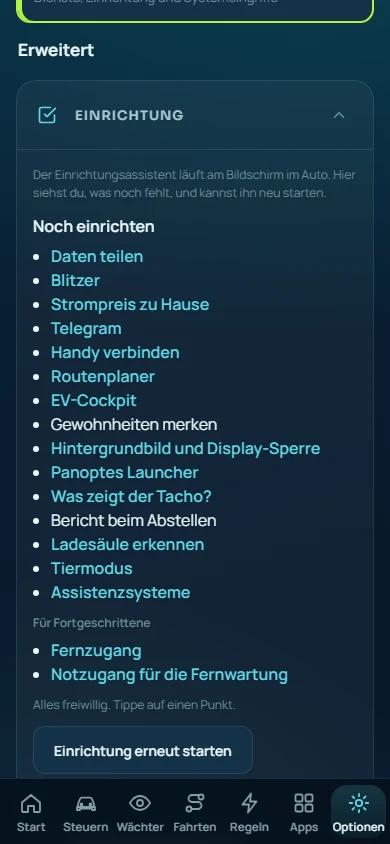 Dienste, Einrichtung und Systemeingriffe
Erweitert
EINRICHTUNG
Der Einrichtungsassistent läuft am Bildschirm im Auto. Hier
siehst du, was noch fehlt, und kannst ihn neu starten.
Noch einrichten
Daten teilen
Blitzer
Strompreis zu Hause
Telegram
Handy verbinden
Routenplaner
EV-Cockpit
Gewohnheiten merken
Hintergrundbild und Display-Sperre
Panoptes Launcher
Was zeigt der Tacho?
Bericht beim Abstellen
Ladesäule erkennen
Tiermodus
Assistenzsysteme
Für Fortgeschrittene
Fernzugang
Notzugang für die Fernwartung
Alles freiwillig. Tippe auf einen Punkt.
Einrichtung erneut starten
Start Steuern Wächter Fahrten Regeln Apps Optionen